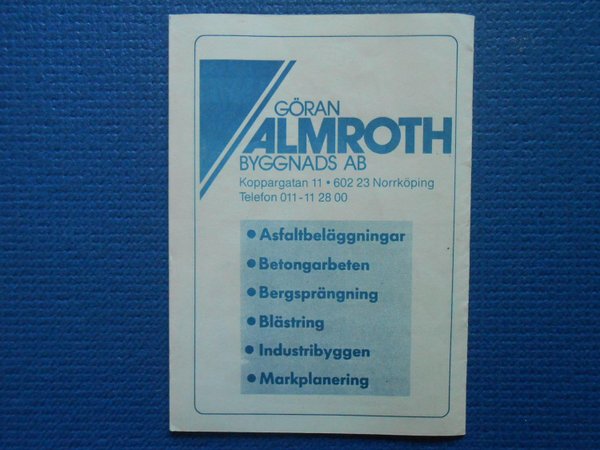 GÖRAN
ALMROTH
BYGGNADS AB
Koppargatan 11 • 602 23 Norrköping
Telefon 011-11 28 00
• Asfaltbeläggningar
• Betongarbeten
• Bergsprängning
• Blästring
• Industribyggen
• Markplanering